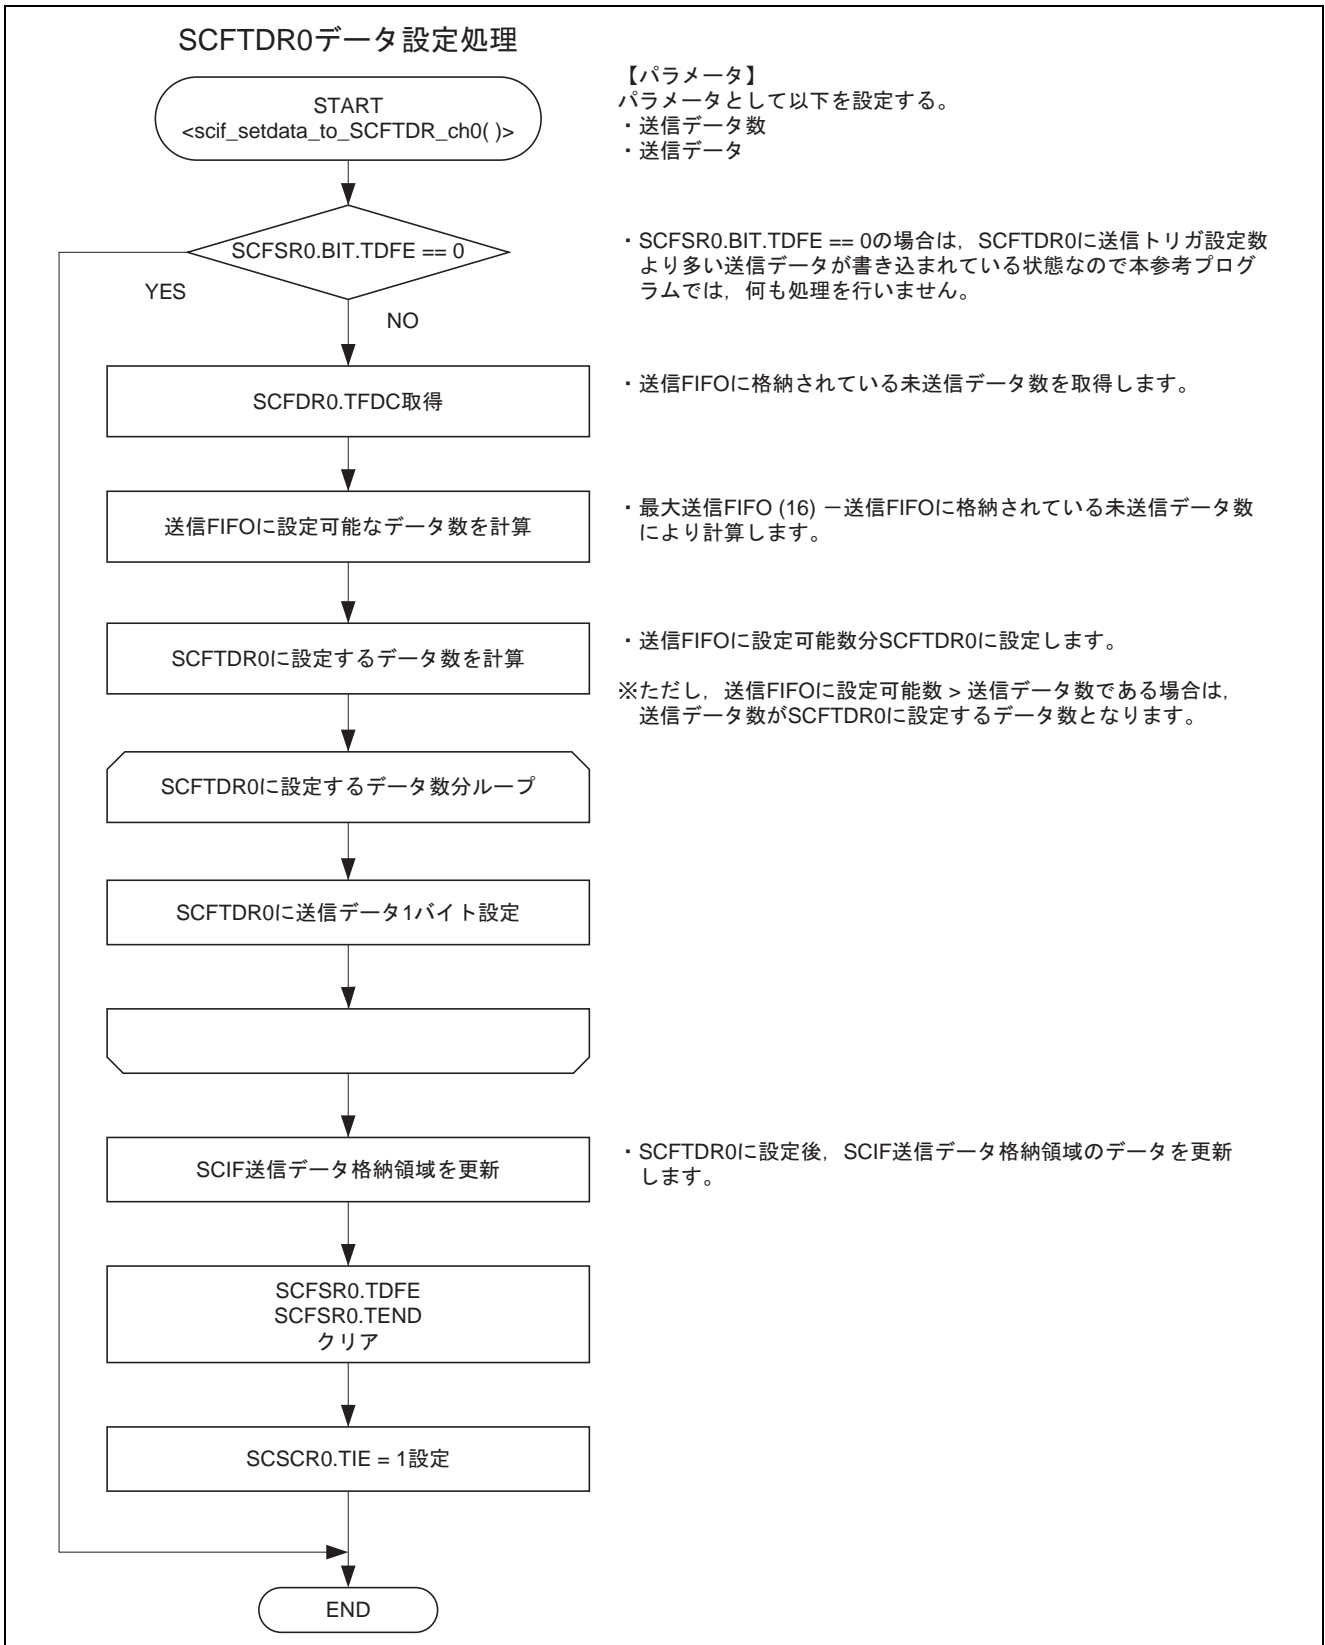 SCFTDR0データ設定処理
START
<scif_setdata_to_SCFTDR_ch0( )>
【パラメータ】
パラメータとして以下を設定する。
・送信データ数
・送信データ
SCFSR0.BIT.TDFE == 0
YES
NO
・SCFSR0.BIT.TDFE == 0の場合は，SCFTDR0に送信トリガ設定数
より多い送信データが書き込まれている状態なので本参考プログ
ラムでは，何も処理を行いません。
SCFDR0.TFDC取得
・送信FIFOに格納されている未送信データ数を取得します。
送信FIFOに設定可能なデータ数を計算
・最大送信FIFO (16) －送信FIFOに格納されている未送信データ数
により計算します。
SCFTDR0に設定するデータ数を計算
・送信FIFOに設定可能数分SCFTDR0に設定します。
※ただし，送信FIFOに設定可能数 > 送信データ数である場合は，
送信データ数がSCFTDR0に設定するデータ数となります。
SCFTDR0に設定するデータ数分ループ
SCFTDR0に送信データ1バイト設定
SCIF送信データ格納領域を更新
・SCFTDR0に設定後，SCIF送信データ格納領域のデータを更新
します。
SCFSR0.TDFE
SCFSR0.TEND
クリア
SCSCR0.TIE = 1設定
END